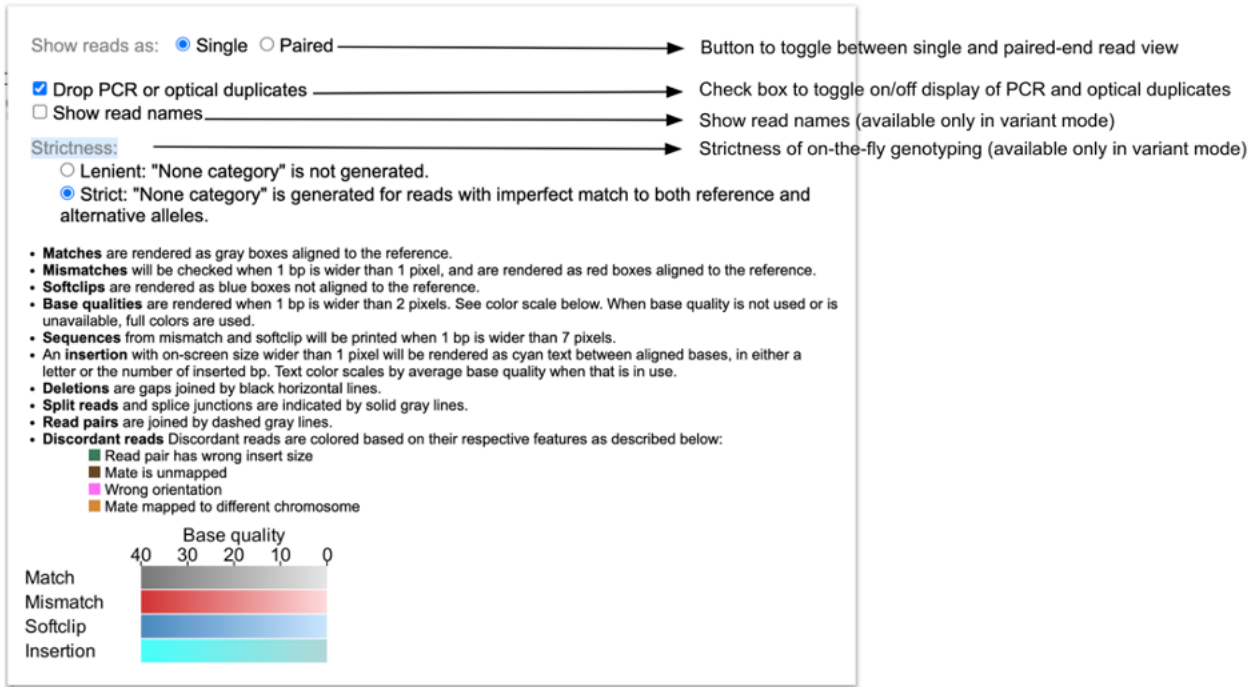 Show reads as: Single Paired
Button to toggle between single and paired-end read view
Drop PCR or optical duplicates
Check box to toggle on/off display of PCR and optical duplicates
Show read names
Show read names (available only in variant mode)
Strictness:
Strictness of on-the-fly genotyping (available only in variant mode)
Lenient: "None category" is not generated.
Strict: "None category" is generated for reads with imperfect match to both reference and
alternative alleles.
• Matches are rendered as gray boxes aligned to the reference.
• Mismatches will be checked when 1 bp is wider than 1 pixel, and are rendered as red boxes aligned to the reference.
• Softclips are rendered as blue boxes not aligned to the reference.
• Base qualities are rendered when 1 bp is wider than 2 pixels. See color scale below. When base quality is not used or is
unavailable, full colors are used.
• Sequences from mismatch and softclip will be printed when 1 bp is wider than 7 pixels.
• An insertion with on-screen size wider than 1 pixel will be rendered as cyan text between aligned bases, in either a
letter or the number of inserted bp. Text color scales by average base quality when that is in use.
• Deletions are gaps joined by black horizontal lines.
• Split reads and splice junctions are indicated by solid gray lines.
• Read pairs are joined by dashed gray lines.
• Discordant reads Discordant reads are colored based on their respective features as described below:
Read pair has wrong insert size
Mate is unmapped
Wrong orientation
Mate mapped to different chromosome
Base quality
40 30 20 10 0
Match
Mismatch
Softclip
Insertion